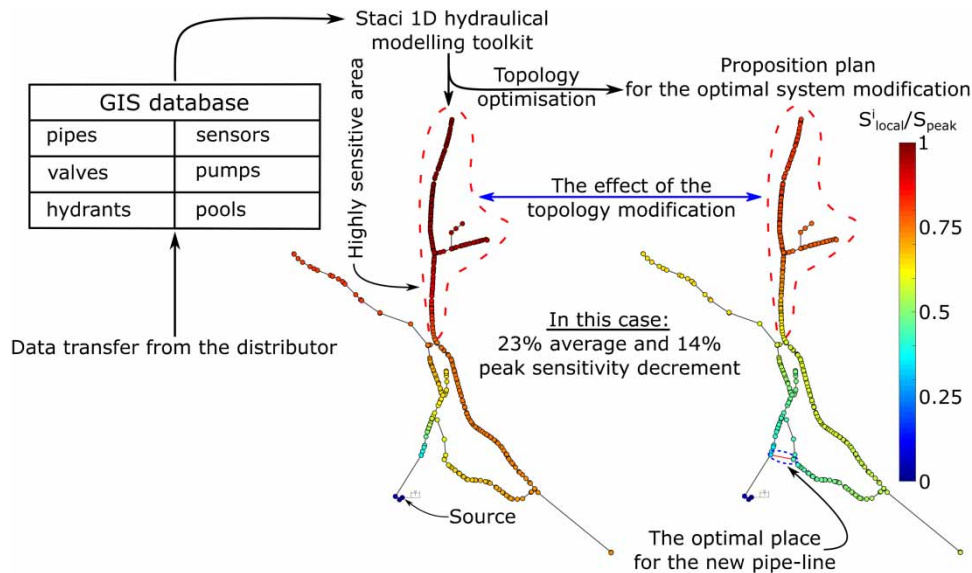 Staci 1D hydraulical
modelling toolkit
Topology
optimisation
Proposition plan
for the optimal system modification
GIS database
pipes
sensors
valves
pumps
hydrants
pools
Data transfer from the distributor
Highly sensitive area
The effect of the
topology modification
In this case:
23% average and 14%
peak sensitivity decrement
Source
The optimal place
for the new pipe-line
S^i_local/S_peak
1
0.75
0.5
0.25
0